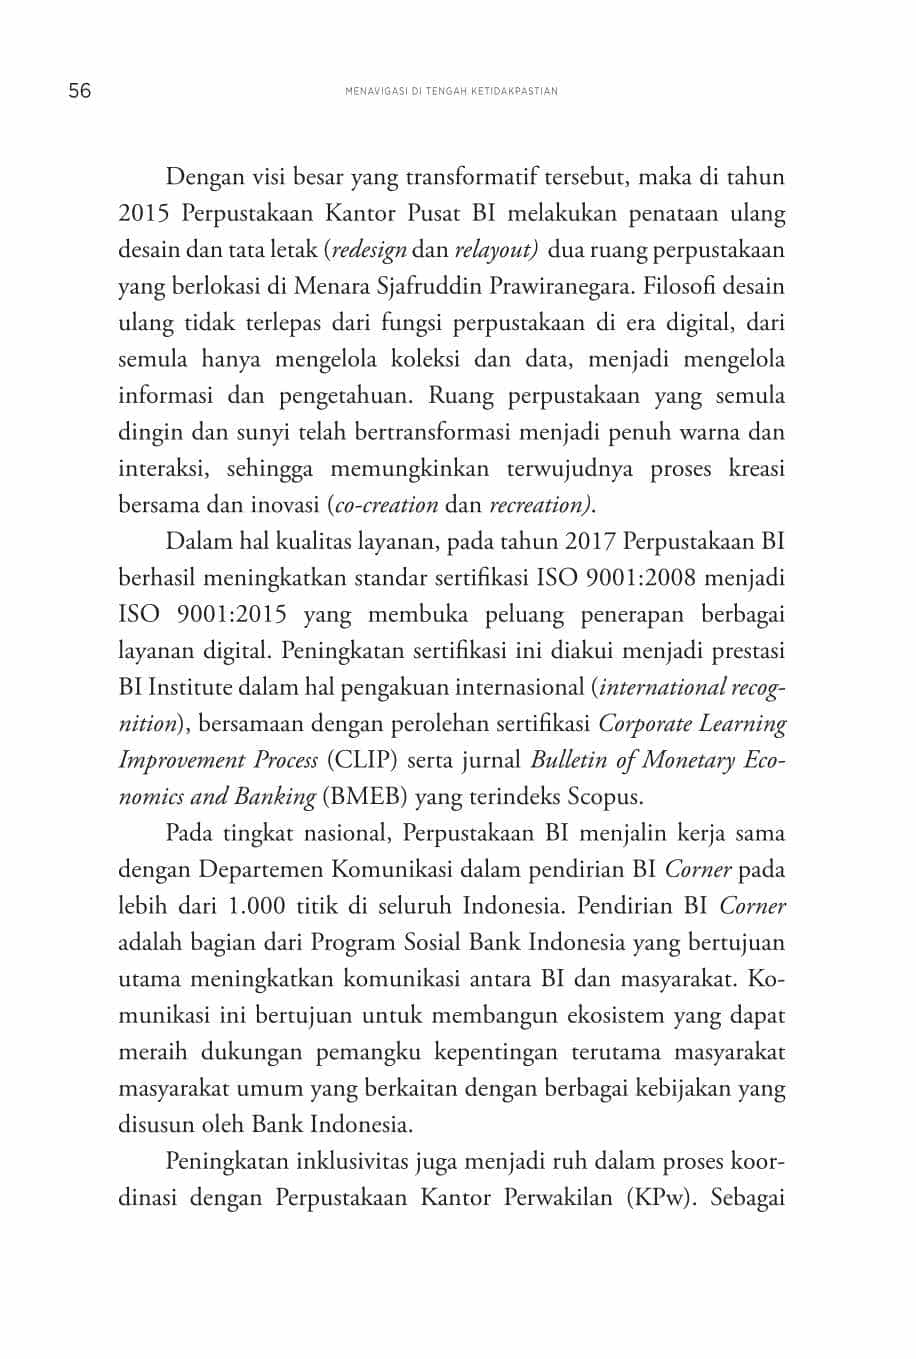 56
MENAVIGASI DI TENGAH KETIDAKPASTIAN
Dengan visi besar yang transformatif tersebut, maka di tahun
2015 Perpustakaan Kantor Pusat BI melakukan penataan ulang
desain dan tata letak (redesign dan relayout) dua ruang perpustakaan
yang berlokasi di Menara Sjafruddin Prawiranegara. Filosofi desain
ulang tidak terlepas dari fungsi perpustakaan di era digital, dari
semula hanya mengelola koleksi dan data, menjadi mengelola
informasi dan pengetahuan. Ruang perpustakaan yang semula
dingin dan sunyi telah bertransformasi menjadi penuh warna dan
interaksi, sehingga memungkinkan terwujudnya proses kreasi
bersama dan inovasi (co-creation dan recreation).
Dalam hal kualitas layanan, pada tahun 2017 Perpustakaan BI
berhasil meningkatkan standar sertifikasi ISO 9001:2008 menjadi
ISO 9001:2015 yang membuka peluang penerapan berbagai
layanan digital. Peningkatan sertifikasi ini diakui menjadi prestasi
BI Institute dalam hal pengakuan internasional (international recog-
nition), bersamaan dengan perolehan sertifikasi Corporate Learning
Improvement Process (CLIP) serta jurnal Bulletin of Monetary Eco-
nomics and Banking (BMEB) yang terindeks Scopus.
Pada tingkat nasional, Perpustakaan BI menjalin kerja sama
dengan Departemen Komunikasi dalam pendirian BI Corner pada
lebih dari 1.000 titik di seluruh Indonesia. Pendirian BI Corner
adalah bagian dari Program Sosial Bank Indonesia yang bertujuan
utama meningkatkan komunikasi antara BI dan masyarakat. Ko-
munikasi ini bertujuan untuk membangun ekosistem yang dapat
meraih dukungan pemangku kepentingan terutama masyarakat
masyarakat umum yang berkaitan dengan berbagai kebijakan yang
disusun oleh Bank Indonesia.
Peningkatan inklusivitas juga menjadi ruh dalam proses koor-
dinasi dengan Perpustakaan Kantor Perwakilan (KPw). Sebagai